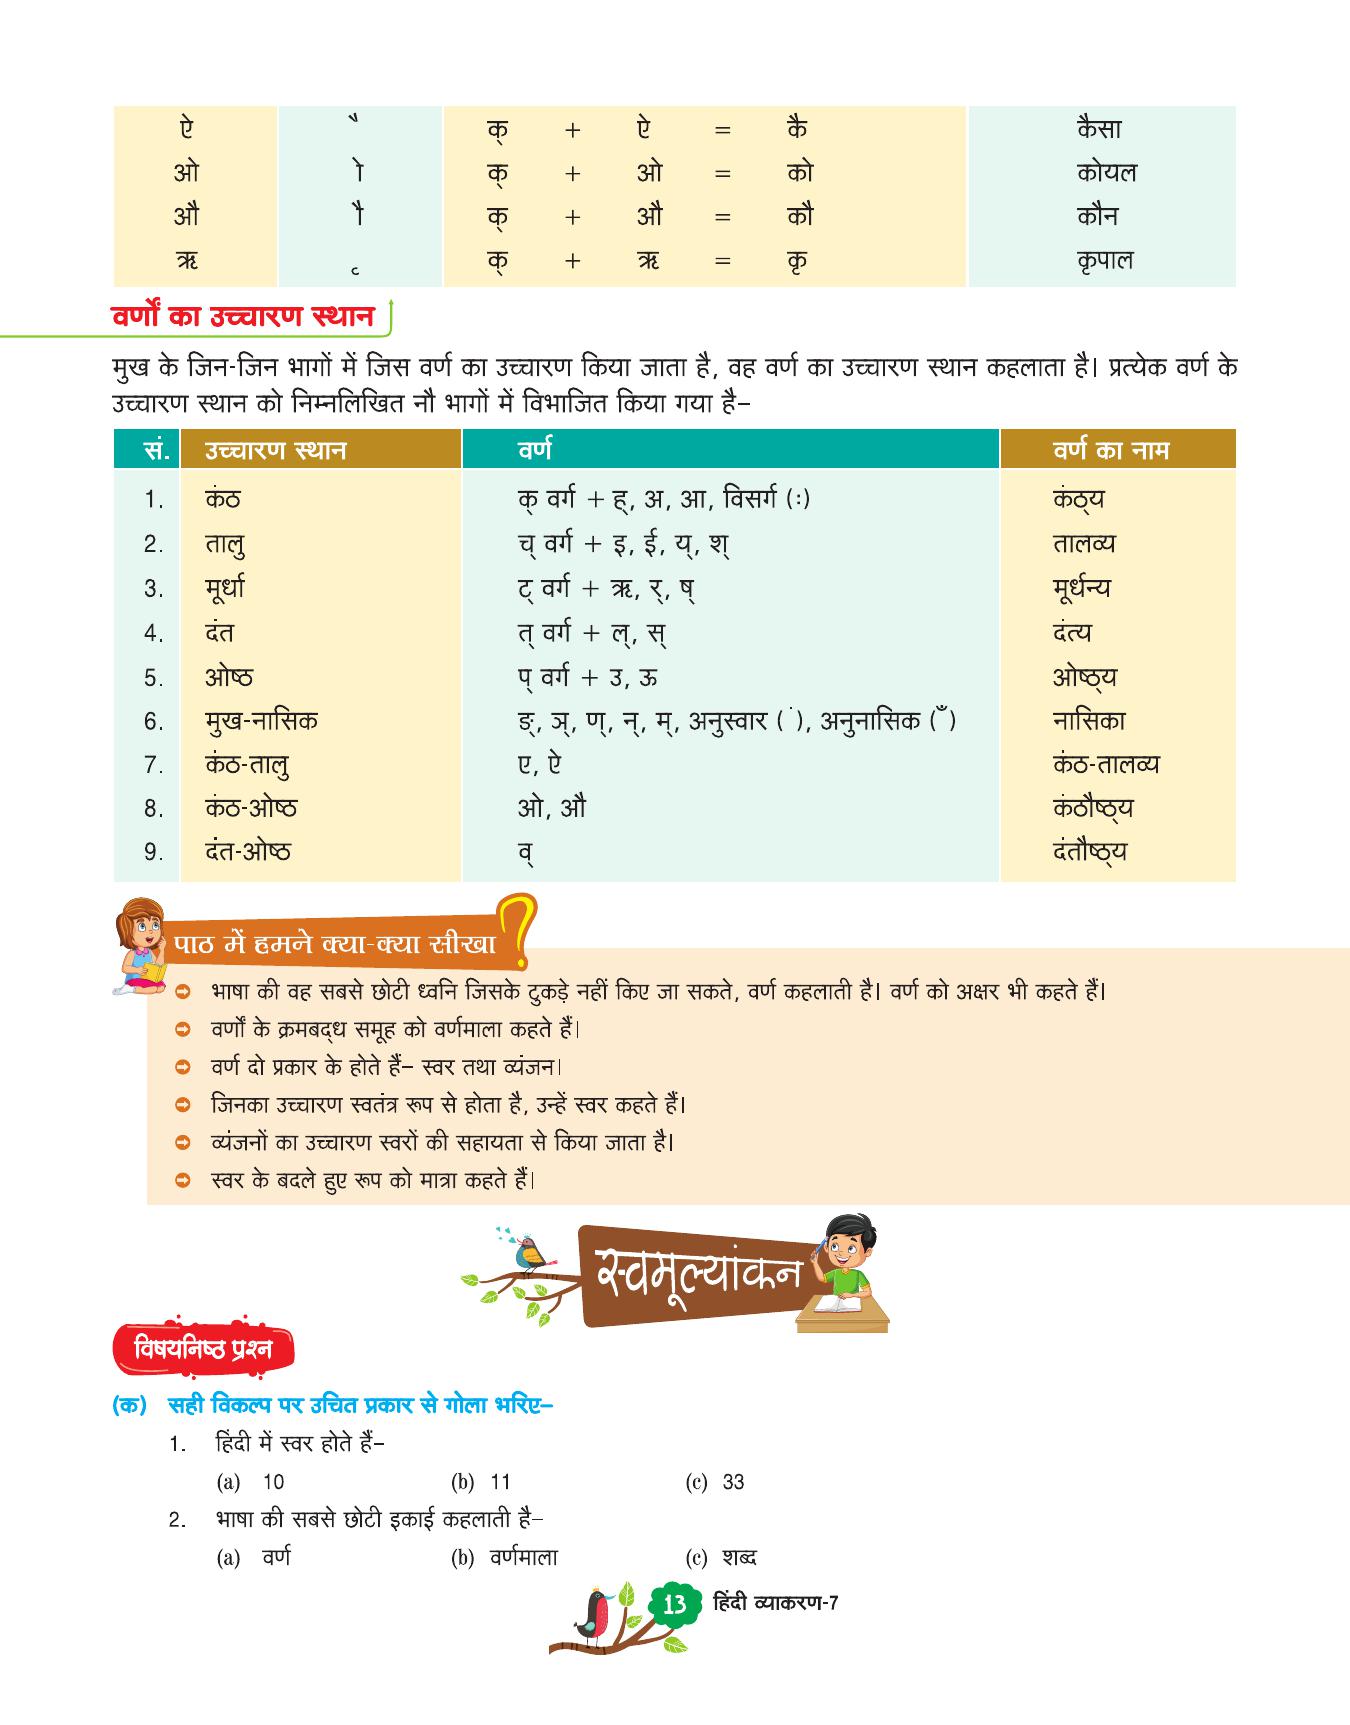 ऐ ै क् + ऐ = कै कैसा
ओ ो क् + ओ = को कोयल
औ ौ क् + औ = कौ कौन
ऋ ृ क् + ऋ = कृ कृपाल
वर्णों का उच्चारण स्थान
मुख के जिन-जिन भागों में जिस वर्ण का उच्चारण किया जाता है, वह वर्ण का उच्चारण स्थान कहलाता है। प्रत्येक वर्ण के
उच्चारण स्थान को निम्नलिखित नौ भागों में विभाजित किया गया है–
सं. उच्चारण स्थान वर्ण वर्ण का नाम
1. कंठ क् वर्ग + ह्, अ, आ, विसर्ग (ः) कंठ्य
2. तालु च् वर्ग + इ, ई, य्, श् तालव्य
3. मूर्धा ट् वर्ग + ऋ, र्, ष् मूर्धन्य
4. दंत त् वर्ग + ल्, स् दंत्य
5. ओष्ठ प् वर्ग + उ, ऊ ओष्ठ्य
6. मुख-नासिक ङ्, ञ्, ण्, न्, म्, अनुस्वार (ं), अनुनासिक (ँ) नासिका
7. कंठ-तालु ए, ऐ कंठ-तालव्य
8. कंठ-ओष्ठ ओ, औ कंठौष्ठ्य
9. दंत-ओष्ठ व् दंतौष्ठ्य
पाठ में हमने क्या-क्या सीखा ?
भाषा की वह सबसे छोटी ध्वनि जिसके टुकड़े नहीं किए जा सकते, वर्ण कहलाती है। वर्ण को अक्षर भी कहते हैं।
वर्णों के क्रमबद्ध समूह को वर्णमाला कहते हैं।
वर्ण दो प्रकार के होते हैं– स्वर तथा व्यंजन।
जिनका उच्चारण स्वतंत्र रूप से होता है, उन्हें स्वर कहते हैं।
व्यंजनों का उच्चारण स्वरों की सहायता से किया जाता है।
स्वर के बदले हुए रूप को मात्रा कहते हैं।
स्वमूल्यांकन
विषयनिष्ठ प्रश्न
(क) सही विकल्प पर उचित प्रकार से गोला भरिए–
1. हिंदी में स्वर होते हैं–
(a) 10 (b) 11 (c) 33
2. भाषा की सबसे छोटी इकाई कहलाती है–
(a) वर्ण (b) वर्णमाला (c) शब्द
13 हिंदी व्याकरण-7